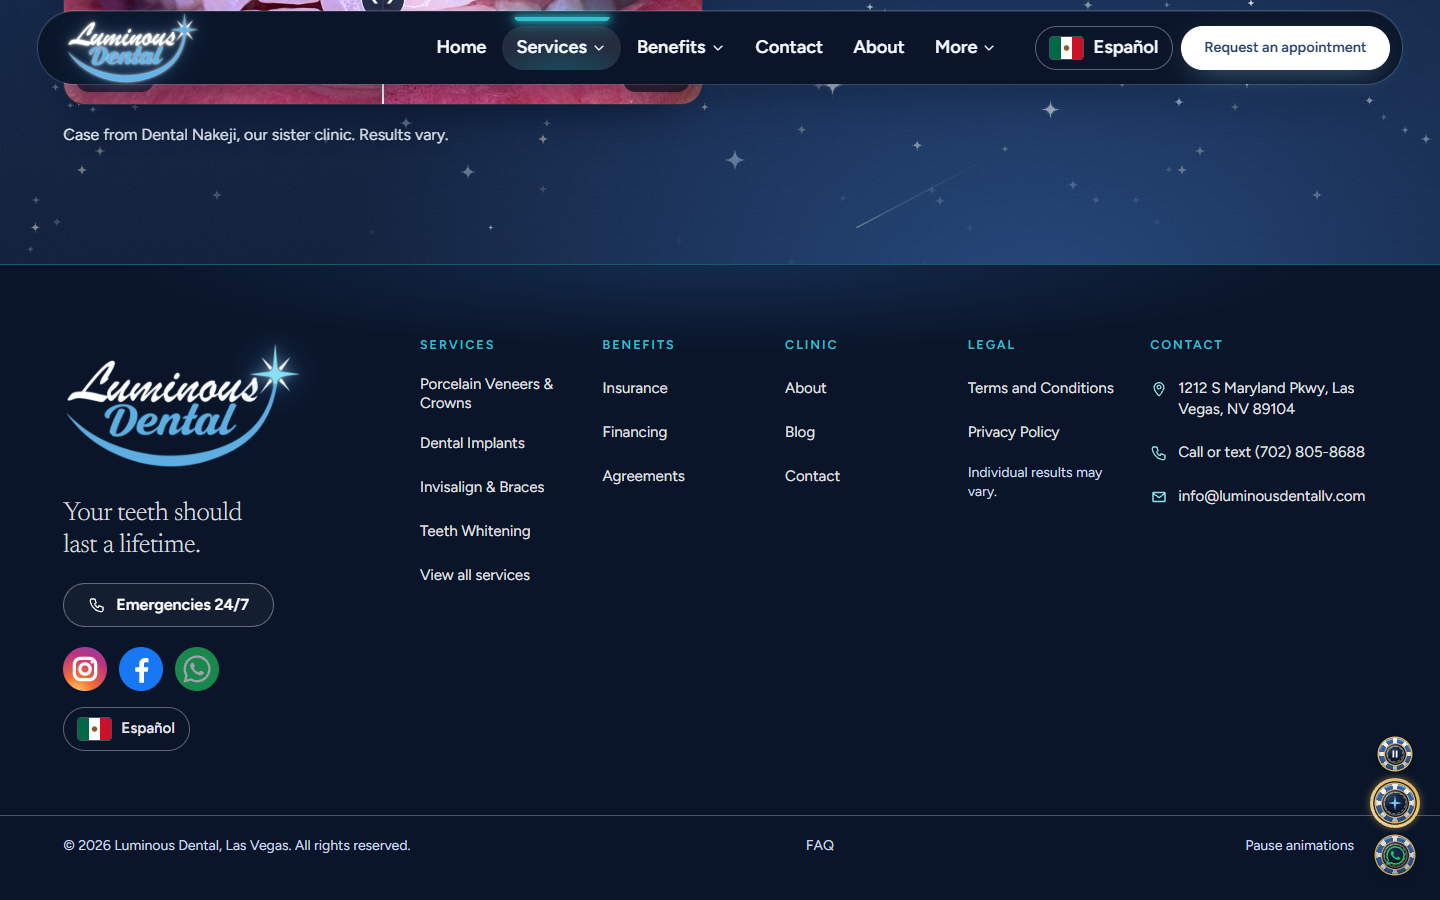 Luminous
Dental
Home
Services
Benefits
Contact
About
More
Español
Request an appointment
Case from Dental Nakeji, our sister clinic. Results vary.
Luminous
Dental
Your teeth should
last a lifetime.
Emergencies 24/7
Español
SERVICES
Porcelain Veneers &
Crowns
Dental Implants
Invisalign & Braces
Teeth Whitening
View all services
BENEFITS
Insurance
Financing
Agreements
CLINIC
About
Blog
Contact
LEGAL
Terms and Conditions
Privacy Policy
Individual results may
vary.
CONTACT
1212 S Maryland Pkwy, Las
Vegas, NV 89104
Call or text (702) 805-8688
info@luminousdentallv.com
© 2026 Luminous Dental, Las Vegas. All rights reserved.
FAQ
Pause animations